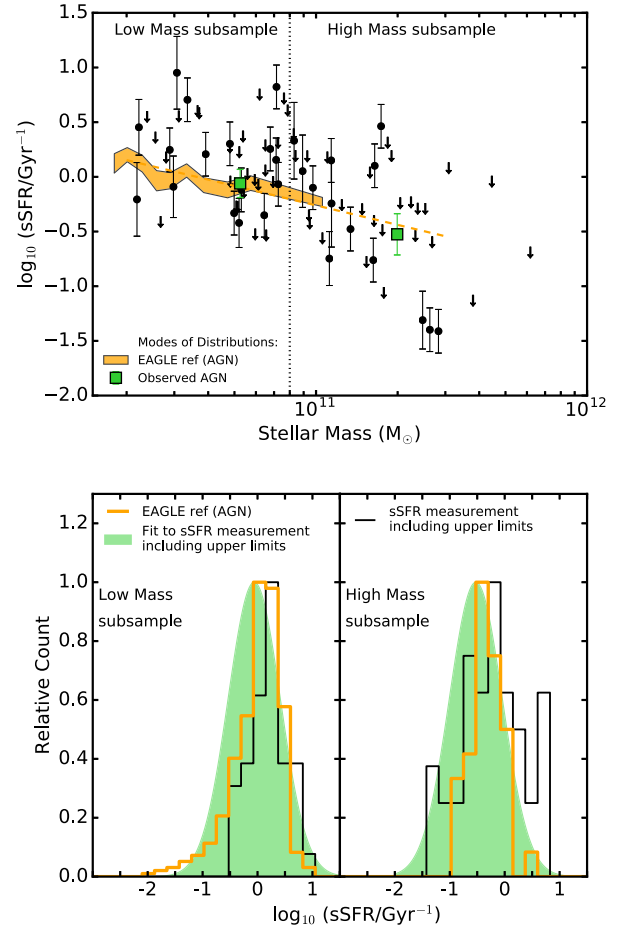 Low Mass subsample
High Mass subsample
1.5
1.0
0.5
0.0
−0.5
−1.0
−1.5
−2.0
log₁₀ (sSFR/Gyr⁻¹)
Modes of Distributions:
EAGLE ref (AGN)
Observed AGN
10¹¹
10¹²
Stellar Mass (M☉)
EAGLE ref (AGN)
Fit to sSFR measurement
including upper limits
Low Mass
subsample
sSFR measurement
including upper limits
High Mass
subsample
1.2
1.0
0.8
0.6
0.4
0.2
0.0
Relative Count
-2 -1 0 1
-2 -1 0 1
log₁₀ (sSFR/Gyr⁻¹)